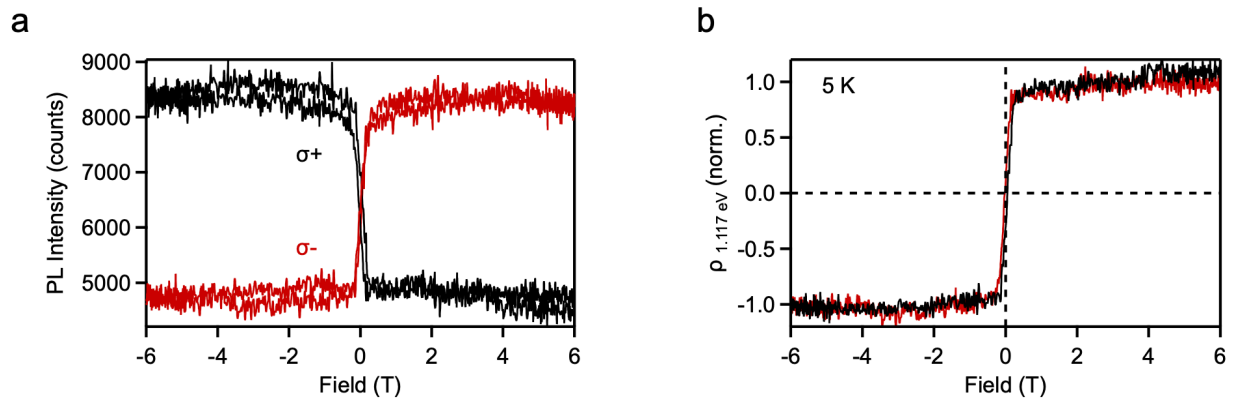 a
9000
8000
7000
6000
5000
PL Intensity (counts)
σ+
σ-
-6 -4 -2 0 2 4 6
Field (T)
b
1.0
0.5
0.0
-0.5
-1.0
ρ 1.117 eV (norm.)
5 K
-6 -4 -2 0 2 4 6
Field (T)